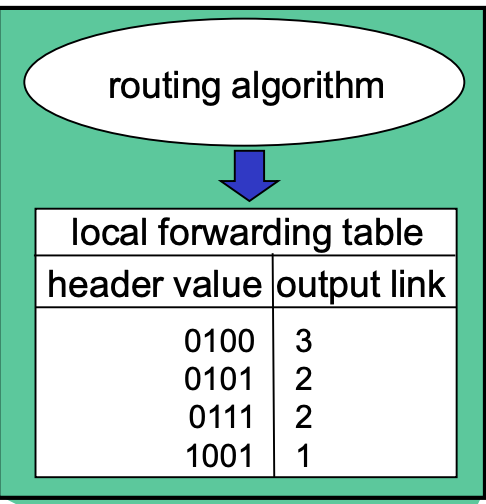 routing algorithm
local forwarding table
header value output link
0100 3
0101 2
0111 2
1001 1